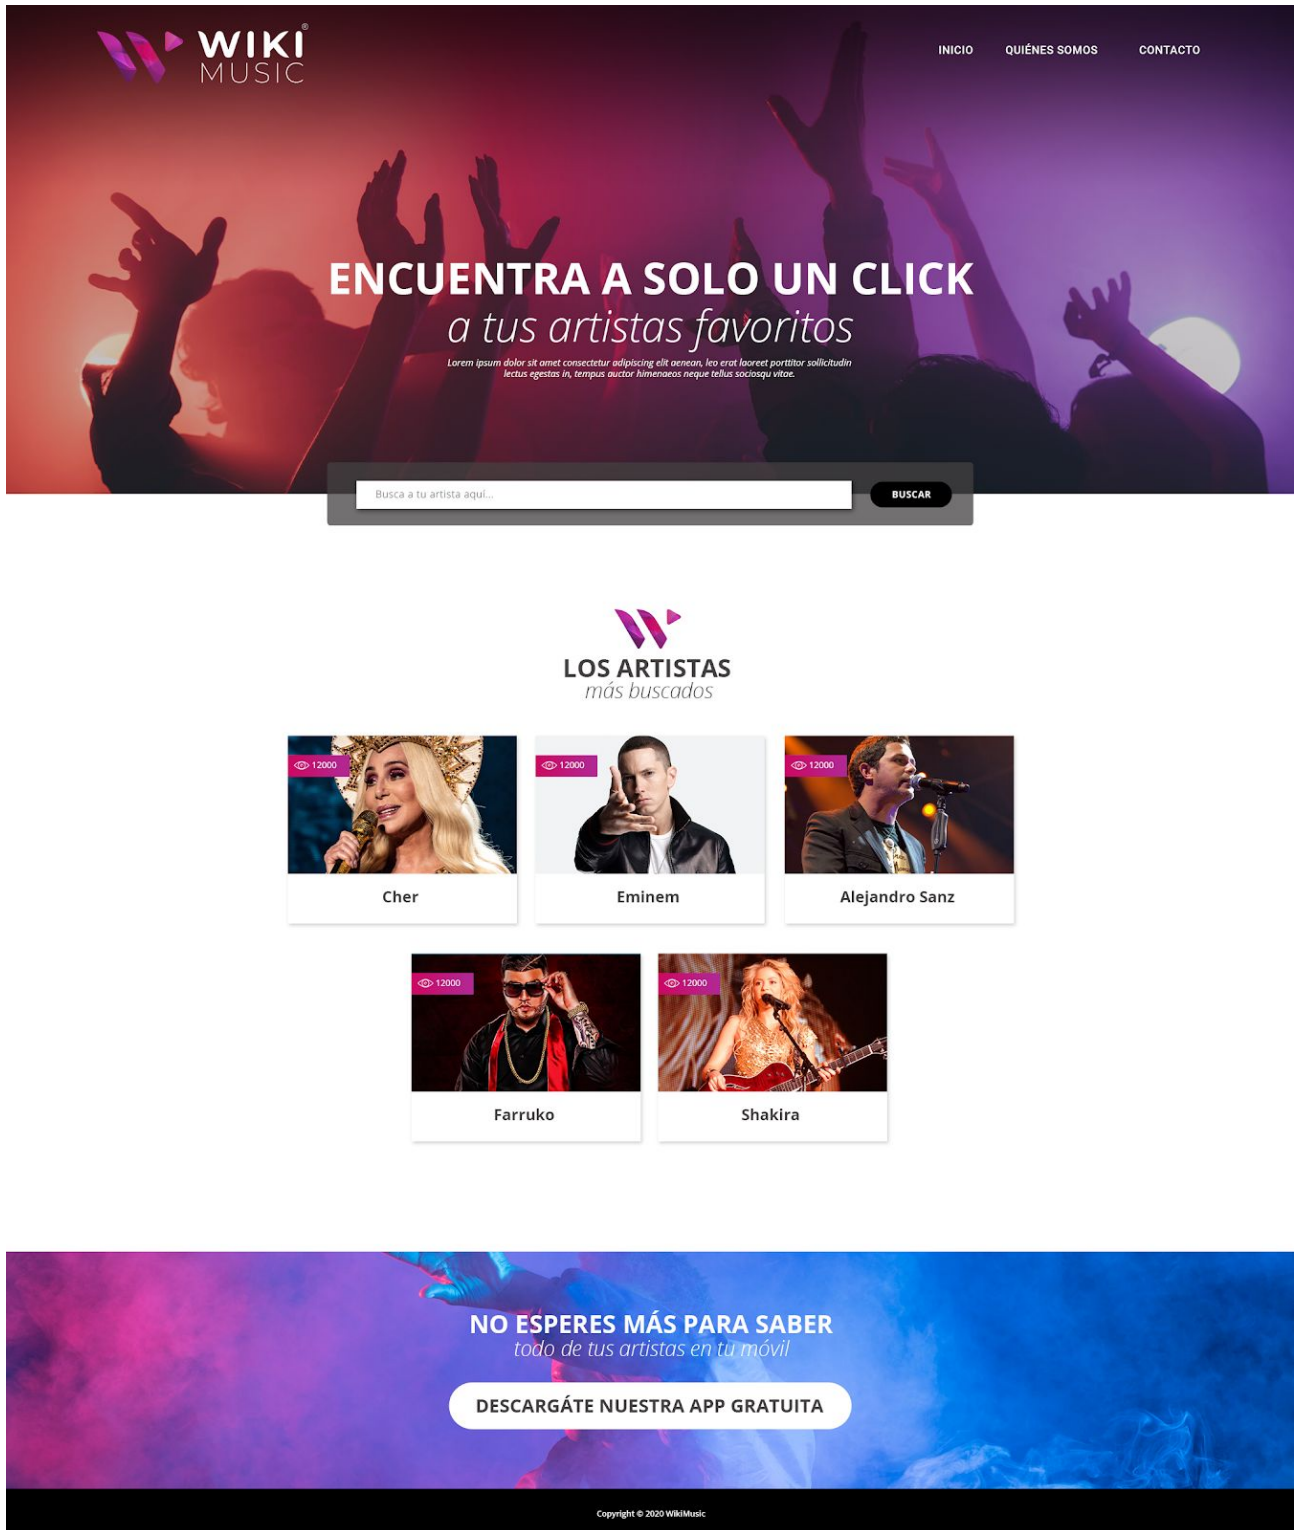 WIKI®
MUSIC
INICIO QUIÉNES SOMOS CONTACTO
ENCUENTRA A SOLO UN CLICK
a tus artistas favoritos
Lorem ipsum dolor sit amet consectetur adipiscing elit aenean, leo erat laoreet porttitor sollicitudin
lectus egestas in, tempus auctor himenaeos neque tellus sociosqu vitae.
Busca a tu artista aquí... BUSCAR
LOS ARTISTAS
más buscados
12000 12000 12000
Cher Eminem Alejandro Sanz
12000 12000
Farruko Shakira
NO ESPERES MÁS PARA SABER
todo de tus artistas en tu móvil
DESCARGÁTE NUESTRA APP GRATUITA
Copyright © 2020 WikiMusic